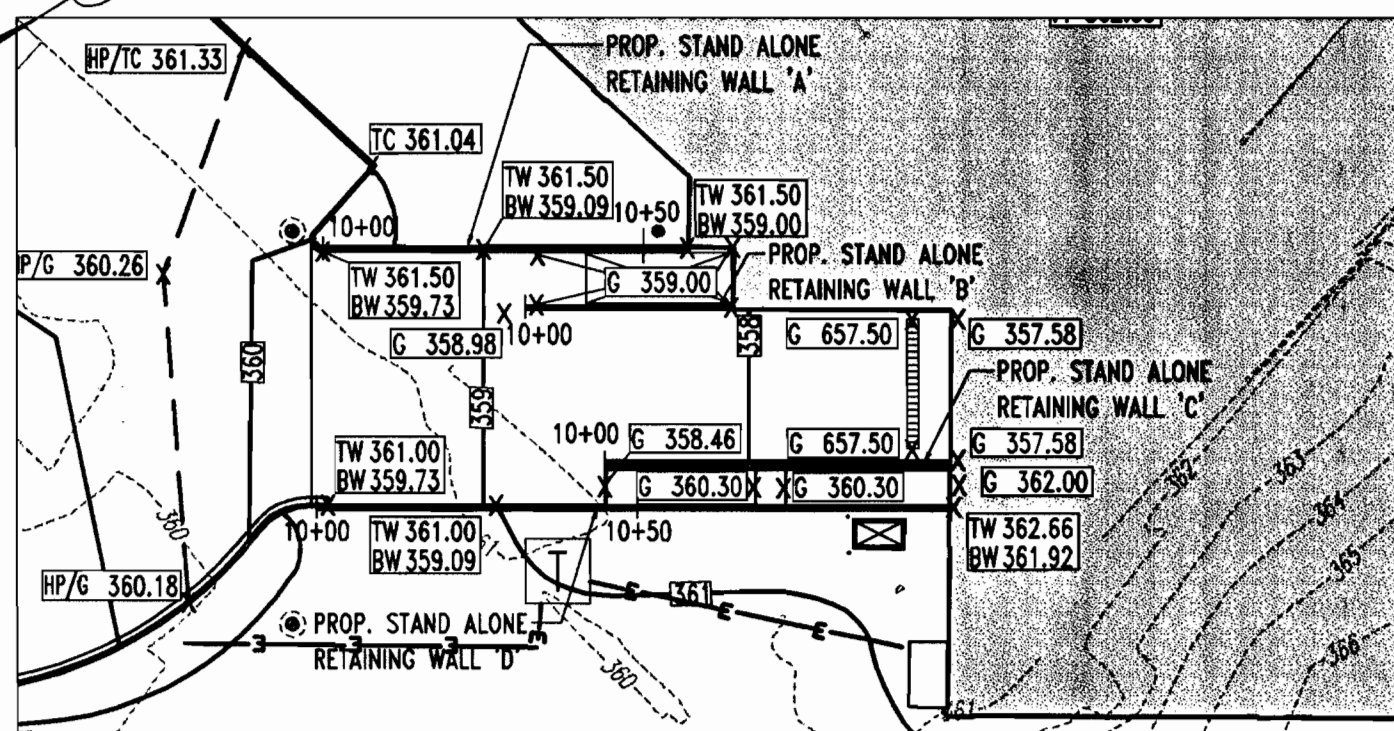 HP/TC 361.33
PROP. STAND ALONE
RETAINING WALL 'A'
TC 361.04
TW 361.50
BW 359.09
10+50
TW 361.50
BW 359.00
10+00
P/G 360.26
TW 361.50
BW 359.73
G 359.00
PROP. STAND ALONE
RETAINING WALL 'B'
10+00
G 358.98
358
G 657.50
G 357.58
360
359
PROP. STAND ALONE
RETAINING WALL 'C'
10+00
G 358.46
G 657.50
G 357.58
TW 361.00
BW 359.73
G 360.30
G 360.30
G 362.00
362
363
364
365
366
360
10+00
TW 361.00
BW 359.09
10+50
TW 362.66
BW 361.92
T
HP/G 360.18
E
361
E
E
PROP. STAND ALONE
RETAINING WALL 'D'
E
E
E
E
360